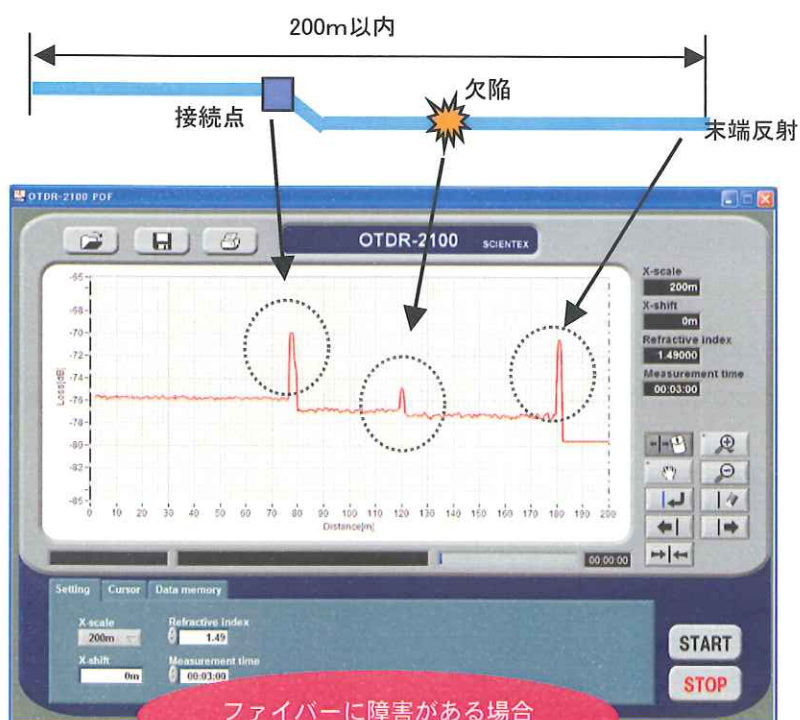 200m以内
接続点
欠陥
末端反射
OTDR-2100 POF
OTDR-2100 SCIENTEX
Loss[dB]
-65
-68
-70
-72
-74
-76
-78
-80
-82
-85
0 10 20 30 40 50 60 70 80 90 100 110 120 130 140 150 160 170 180 190 200
Distance[m]
X-scale
200m
X-shift
0m
Refractive index
1.49000
Measurement time
00:03:00
00:00:00
Setting Cursor Data memory
X-scale
200m
Refractive index
1.49
X-shift
0m
Measurement time
00:03:00
START
STOP
ファイバーに障害がある場合